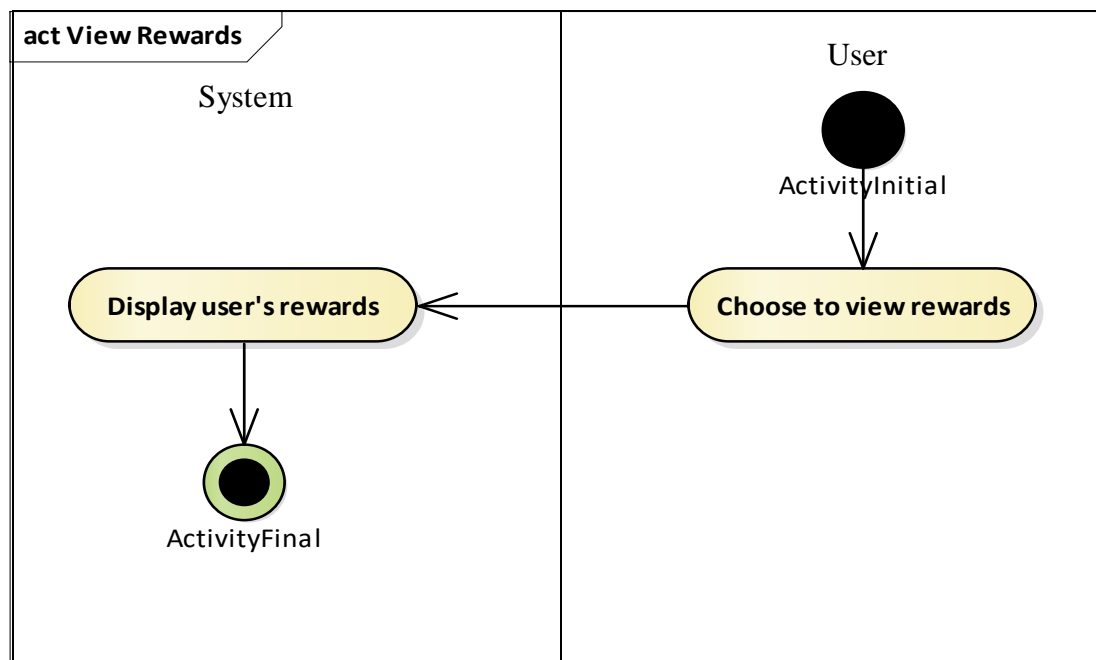 act View Rewards
System
User
ActivityInitial
Display user's rewards
Choose to view rewards
ActivityFinal